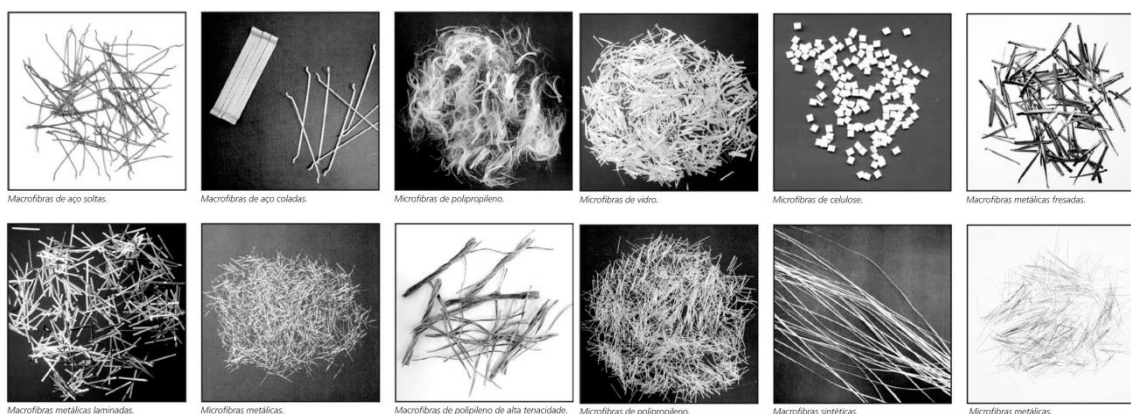 Macrofibras de aço soltas.
Macrofibras de aço coladas.
Microfibras de polipropileno.
Microfibras de vidro.
Microfibras de celulose.
Macrofibras metálicas fresadas.
Macrofibras metálicas laminadas.
Microfibras metálicas.
Macrofibras de polipileno de alta tenacidade.
Microfibras de polipropileno.
Macrofibras sintéticas.
Microfibras metálicas.